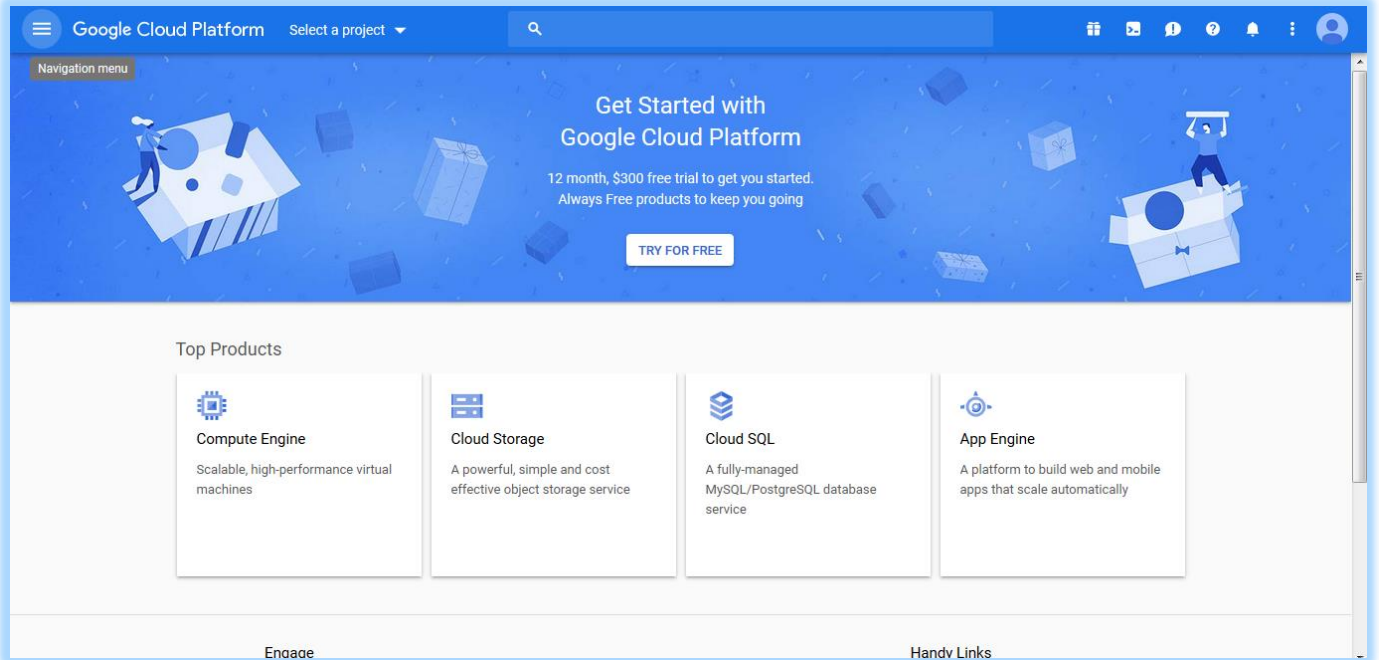 Google Cloud Platform Select a project
Navigation menu
Get Started with
Google Cloud Platform
12 month, $300 free trial to get you started.
Always Free products to keep you going
TRY FOR FREE
Top Products
Compute Engine
Scalable, high-performance virtual
machines
Cloud Storage
A powerful, simple and cost
effective object storage service
Cloud SQL
A fully-managed
MySQL/PostgreSQL database
service
App Engine
A platform to build web and mobile
apps that scale automatically
Engage
Handy Links